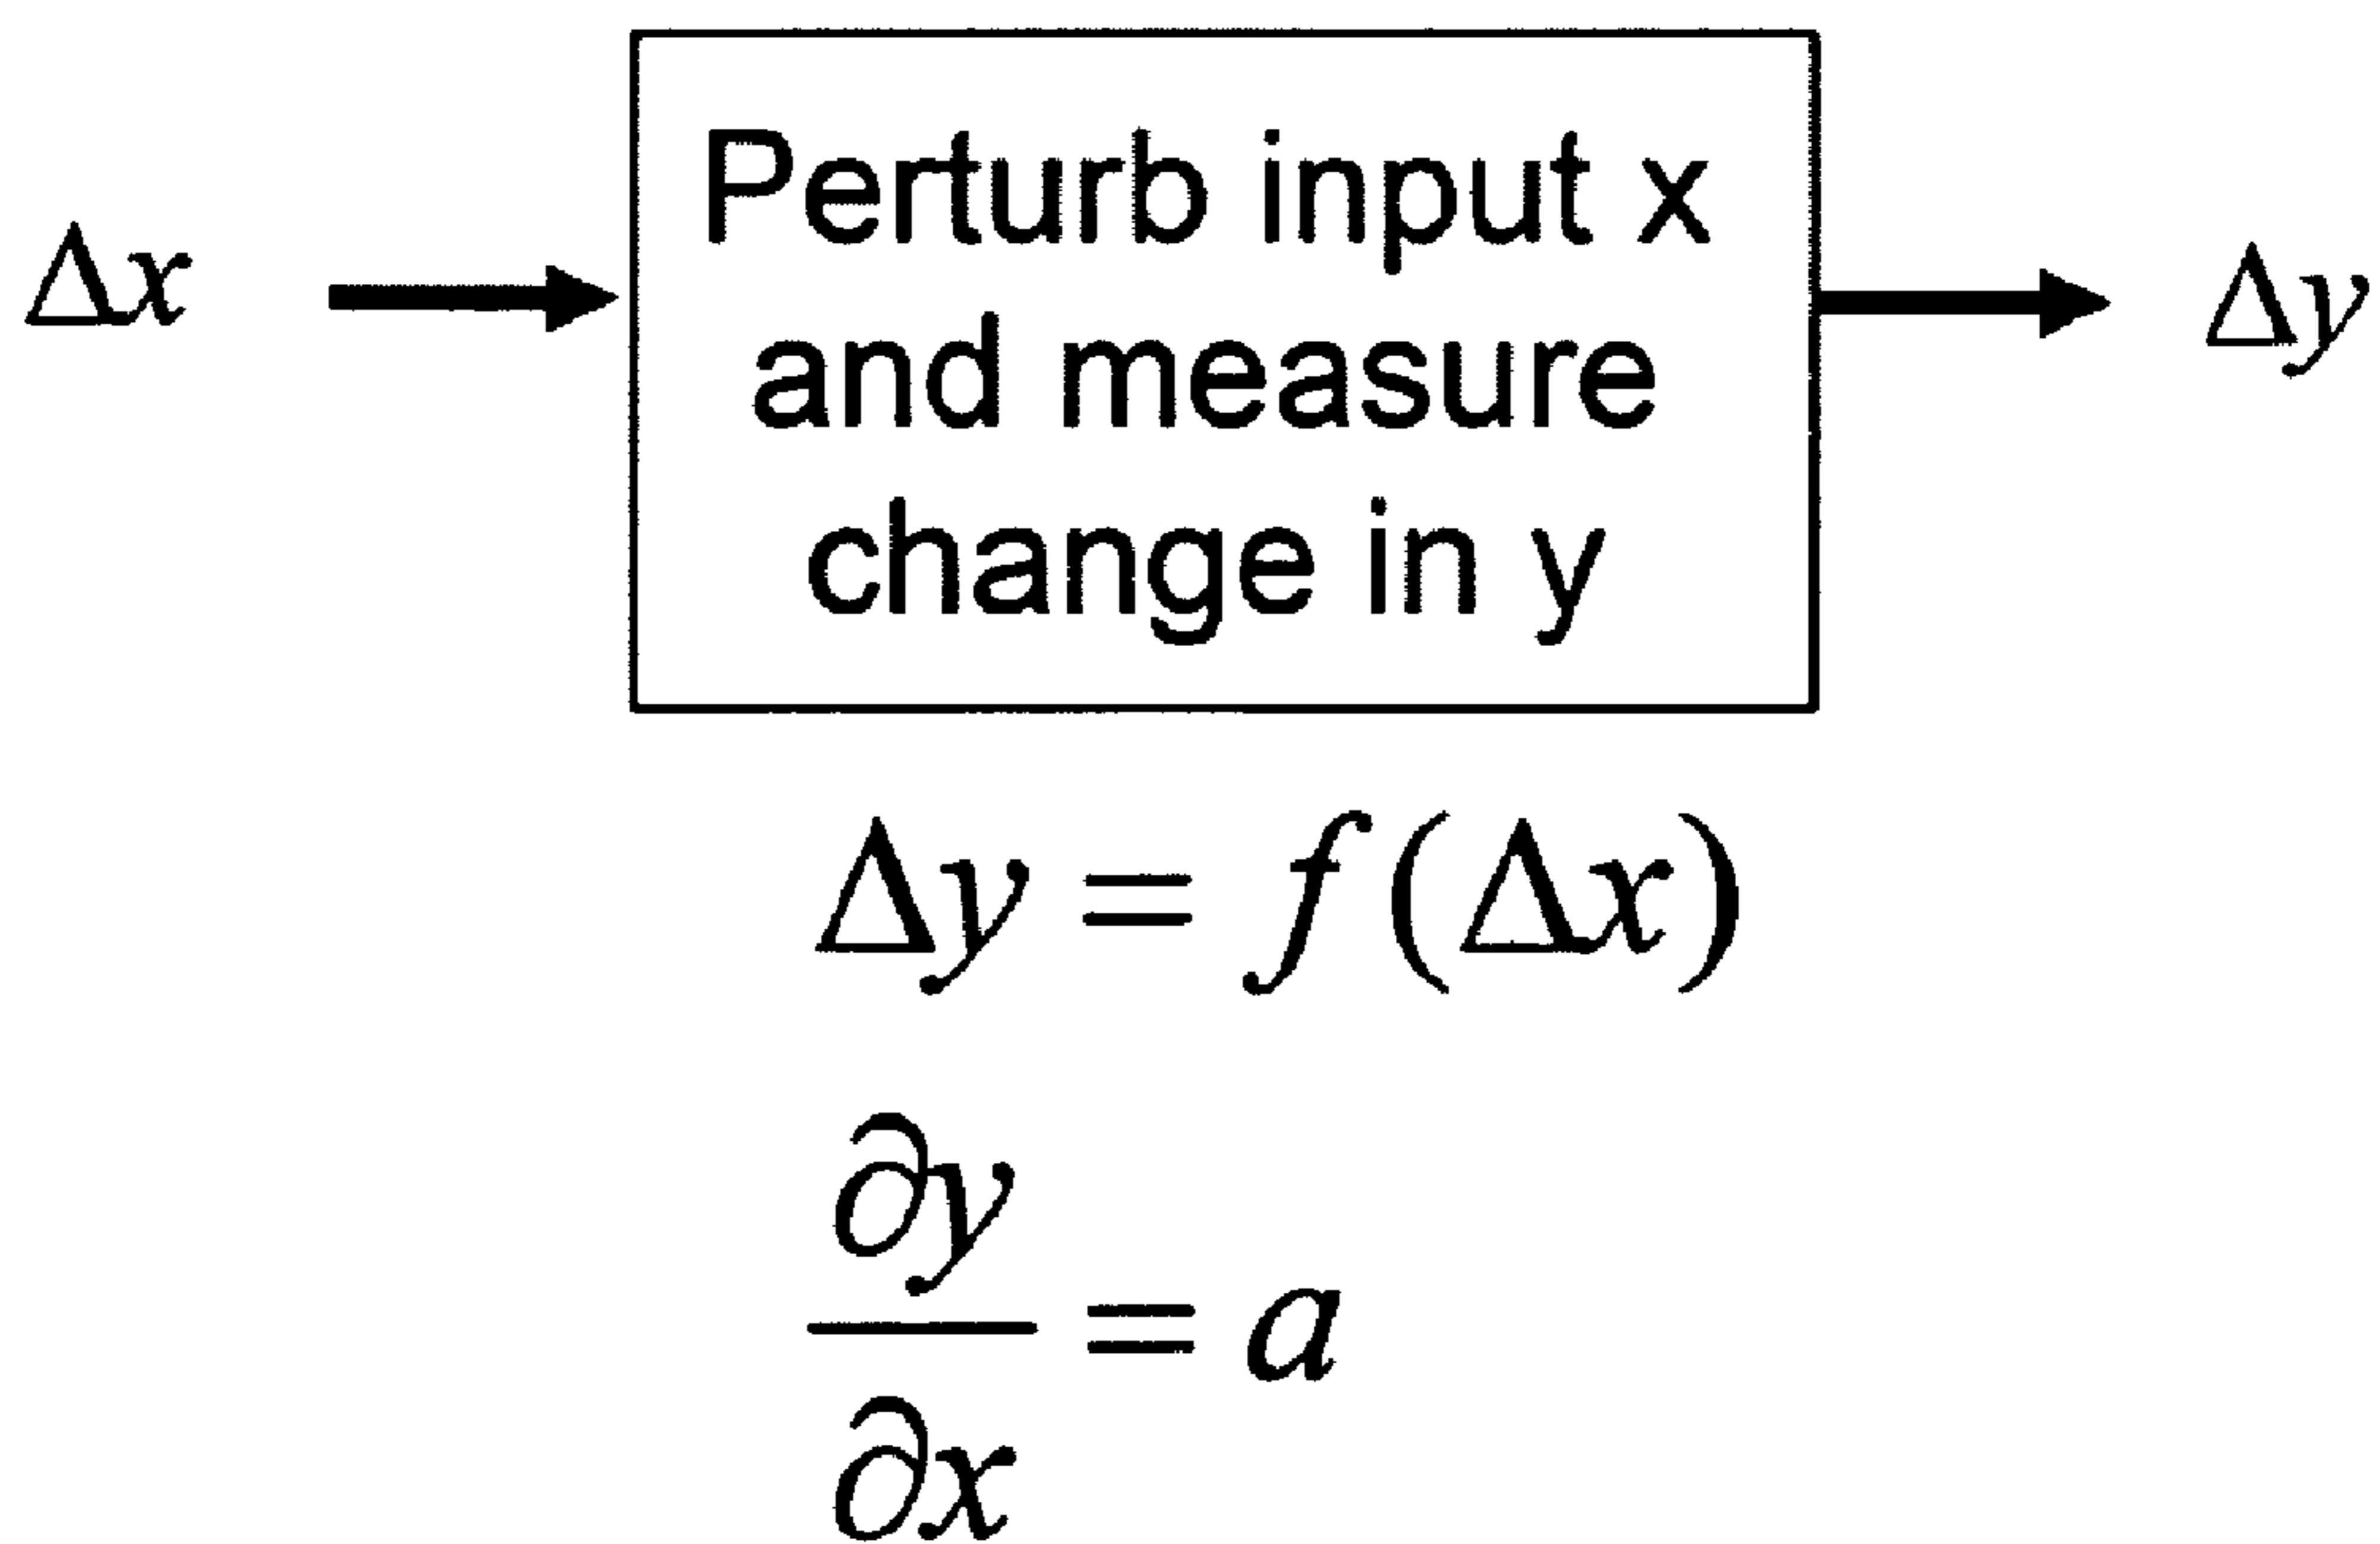 Δx
Perturb input x
and measure
change in y
Δy
Δy = f(Δx)
∂y/∂x = a